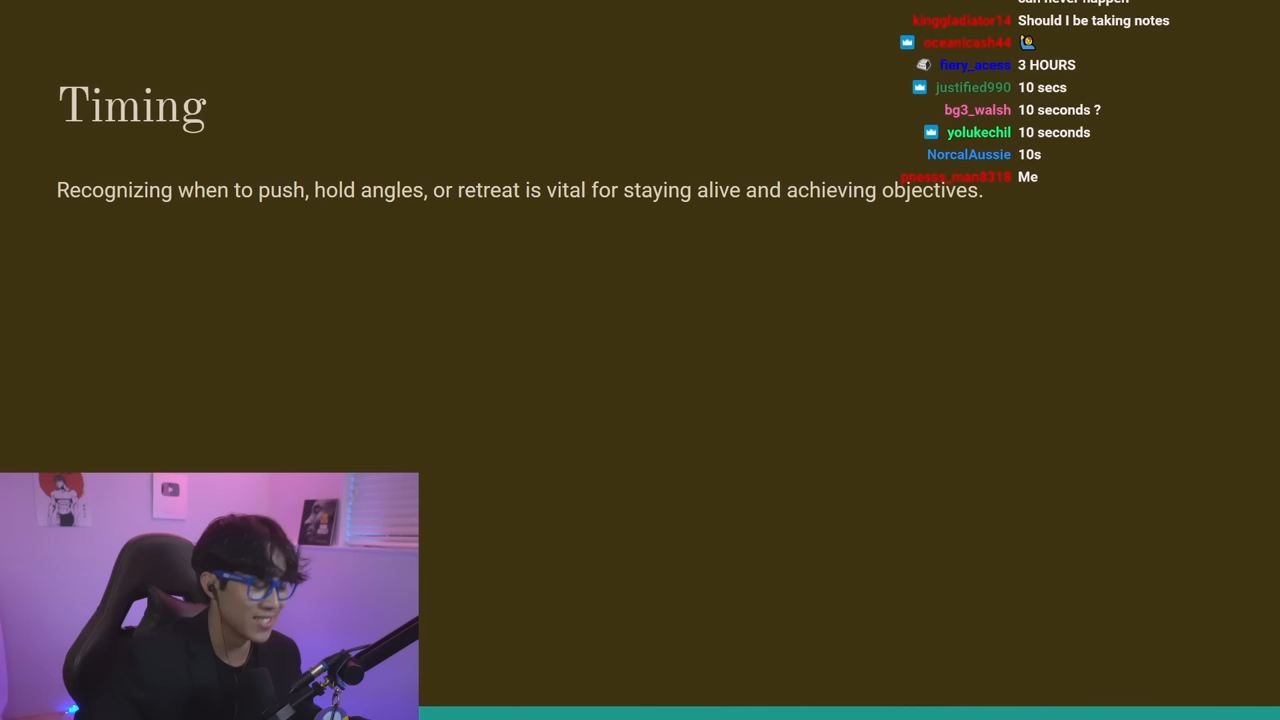 kinggladiator14 Should I be taking notes
oceanicash44
fiery_acess 3 HOURS
justified990 10 secs
bg3_walsh 10 seconds ?
yolukechil 10 seconds
NorcalAussie 10s
Me
Timing
Recognizing when to push, hold angles, or retreat is vital for staying alive and achieving objectives.